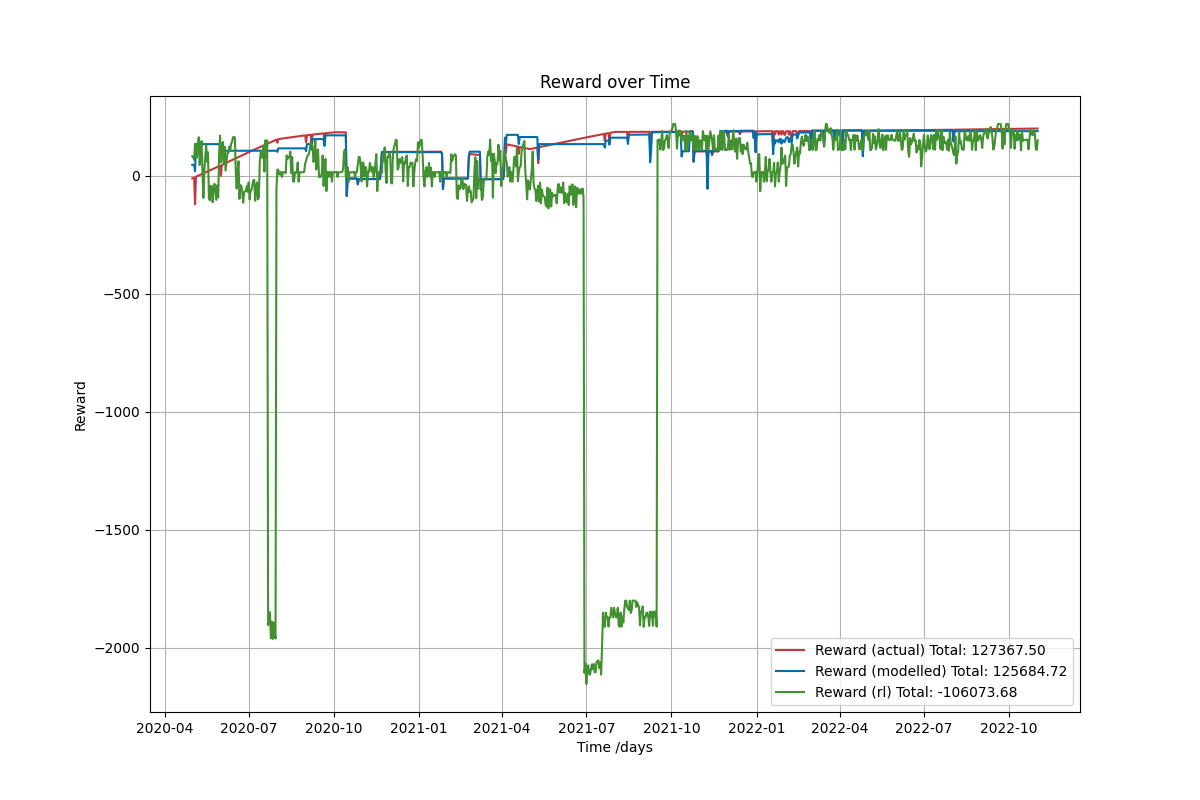 Reward over Time
Reward
0
−500
−1000
−1500
−2000
Reward (actual) Total: 127367.50
Reward (modelled) Total: 125684.72
Reward (rl) Total: -106073.68
2020-04 2020-07 2020-10 2021-01 2021-04 2021-07 2021-10 2022-01 2022-04 2022-07 2022-10
Time /days